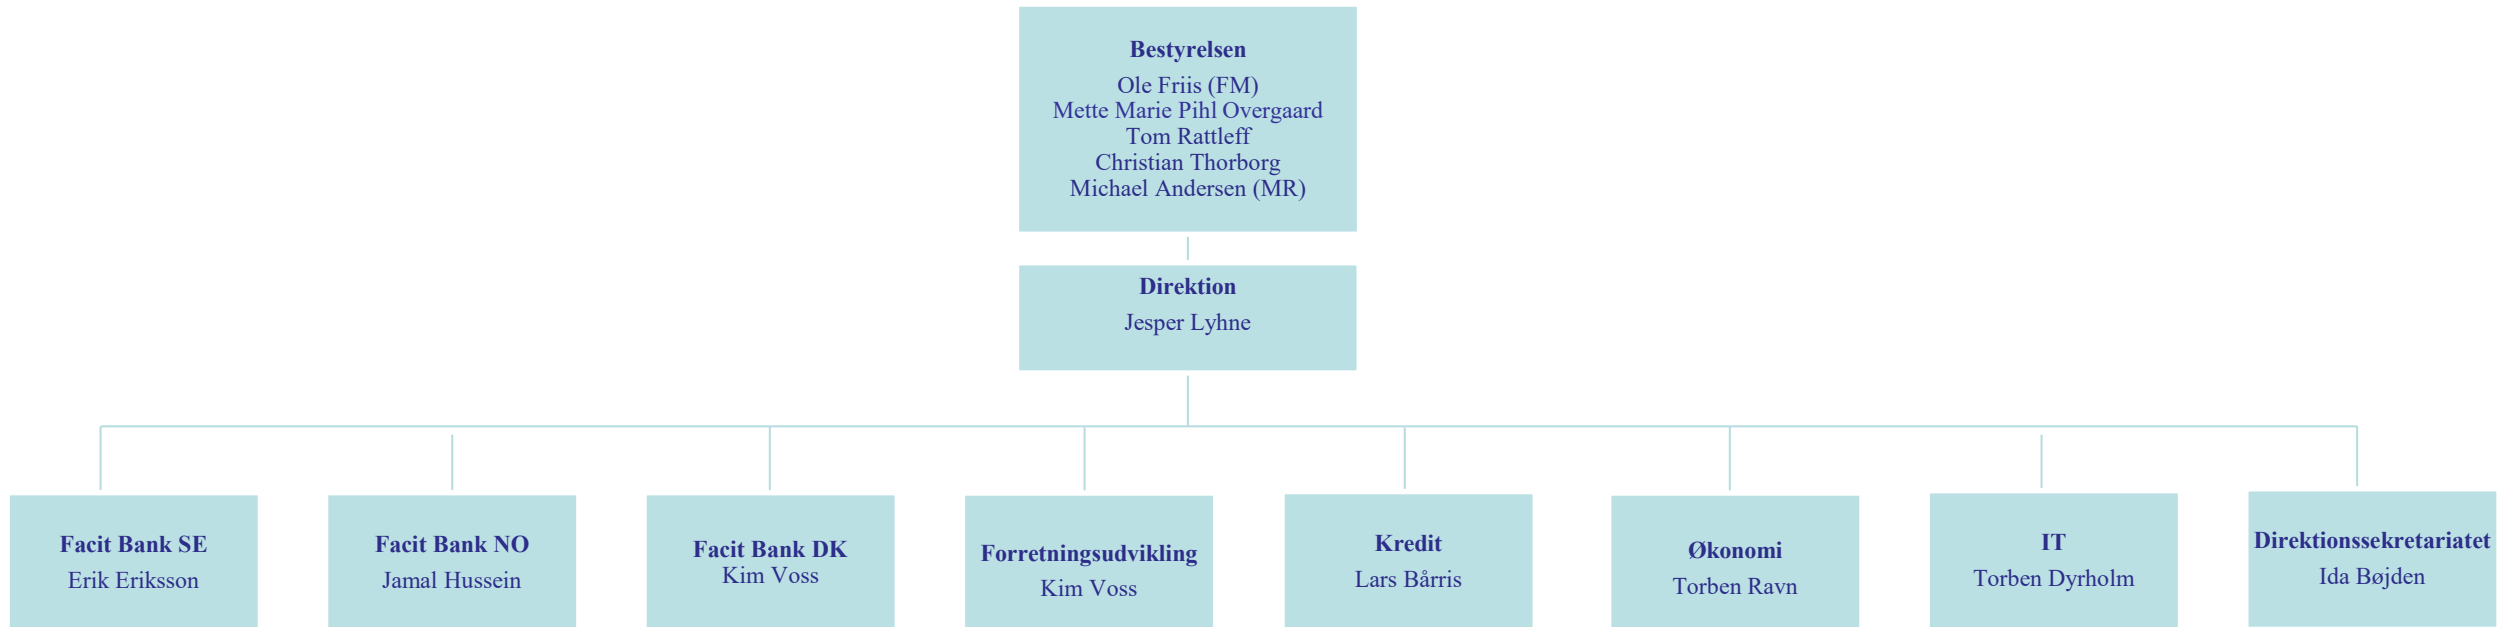 Bestyrelsen
Ole Friis (FM)
Mette Marie Pihl Overgaard
Tom Rattleff
Christian Thorborg
Michael Andersen (MR)
Direktion
Jesper Lyhne
Facit Bank SE
Erik Eriksson
Facit Bank NO
Jamal Hussein
Facit Bank DK
Kim Voss
Forretningsudvikling
Kim Voss
Kredit
Lars Bårris
Økonomi
Torben Ravn
IT
Torben Dyrholm
Direktionssekretariatet
Ida Bøjden